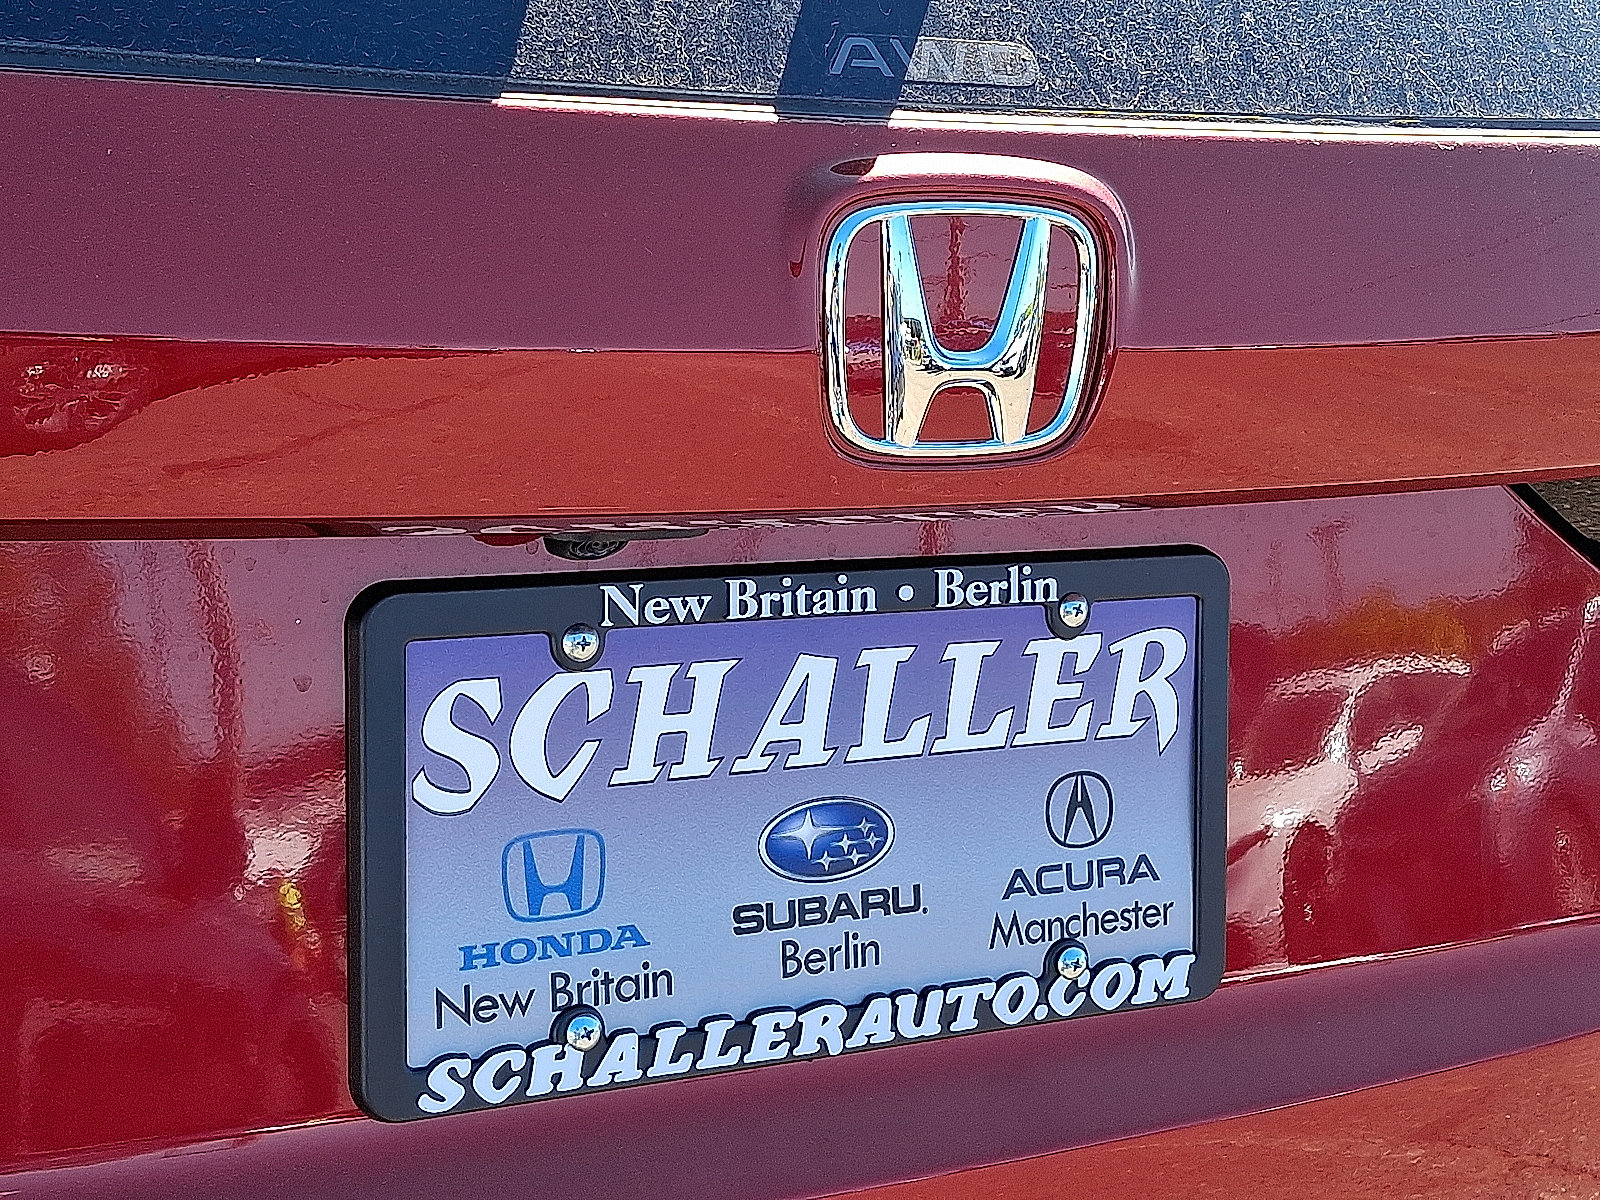 AWD
New Britain • Berlin
SCHALLER
HONDA
New Britain
SUBARU.
Berlin
ACURA
Manchester
SCHALLERAUTO.COM